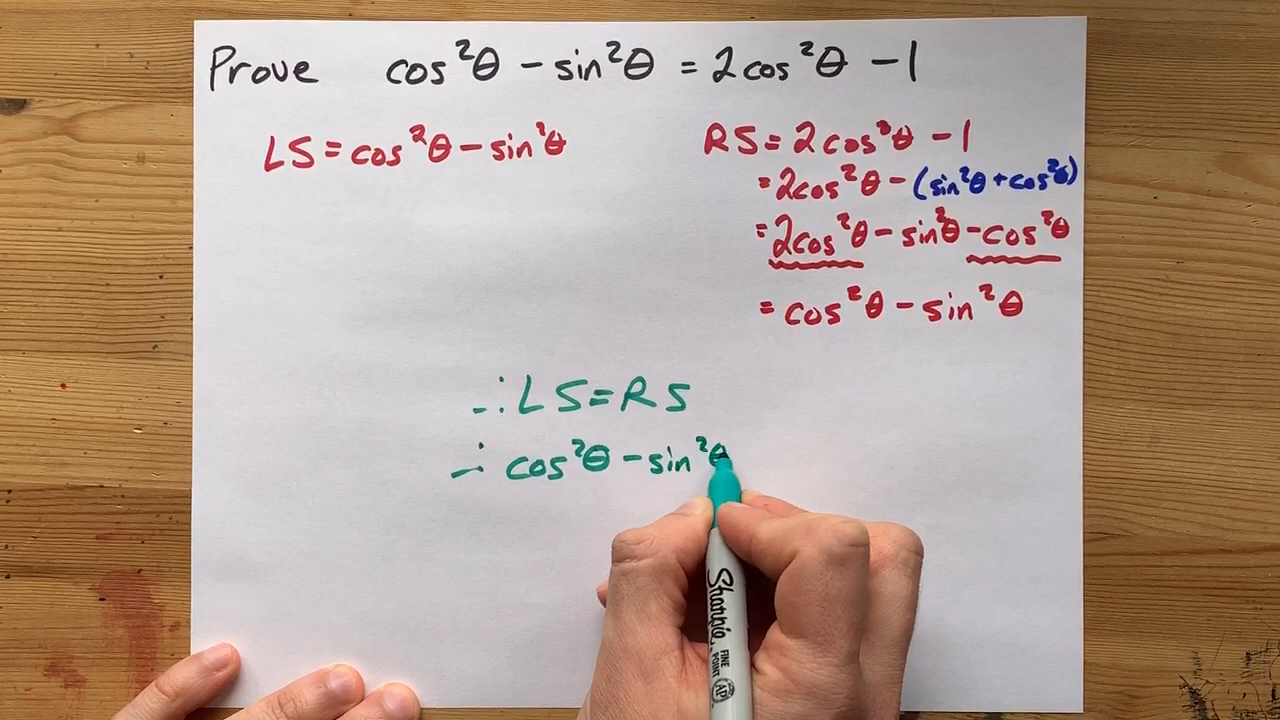 Prove cos²θ - sin²θ = 2cos²θ - 1
LS = cos²θ - sin²θ
RS = 2cos²θ - 1
= 2cos²θ - (sin²θ + cos²θ)
= 2cos²θ - sin²θ - cos²θ
= cos²θ - sin²θ
∴ LS = RS
∴ cos²θ - sin²θ
Sharpie
FINE
POINT
AP